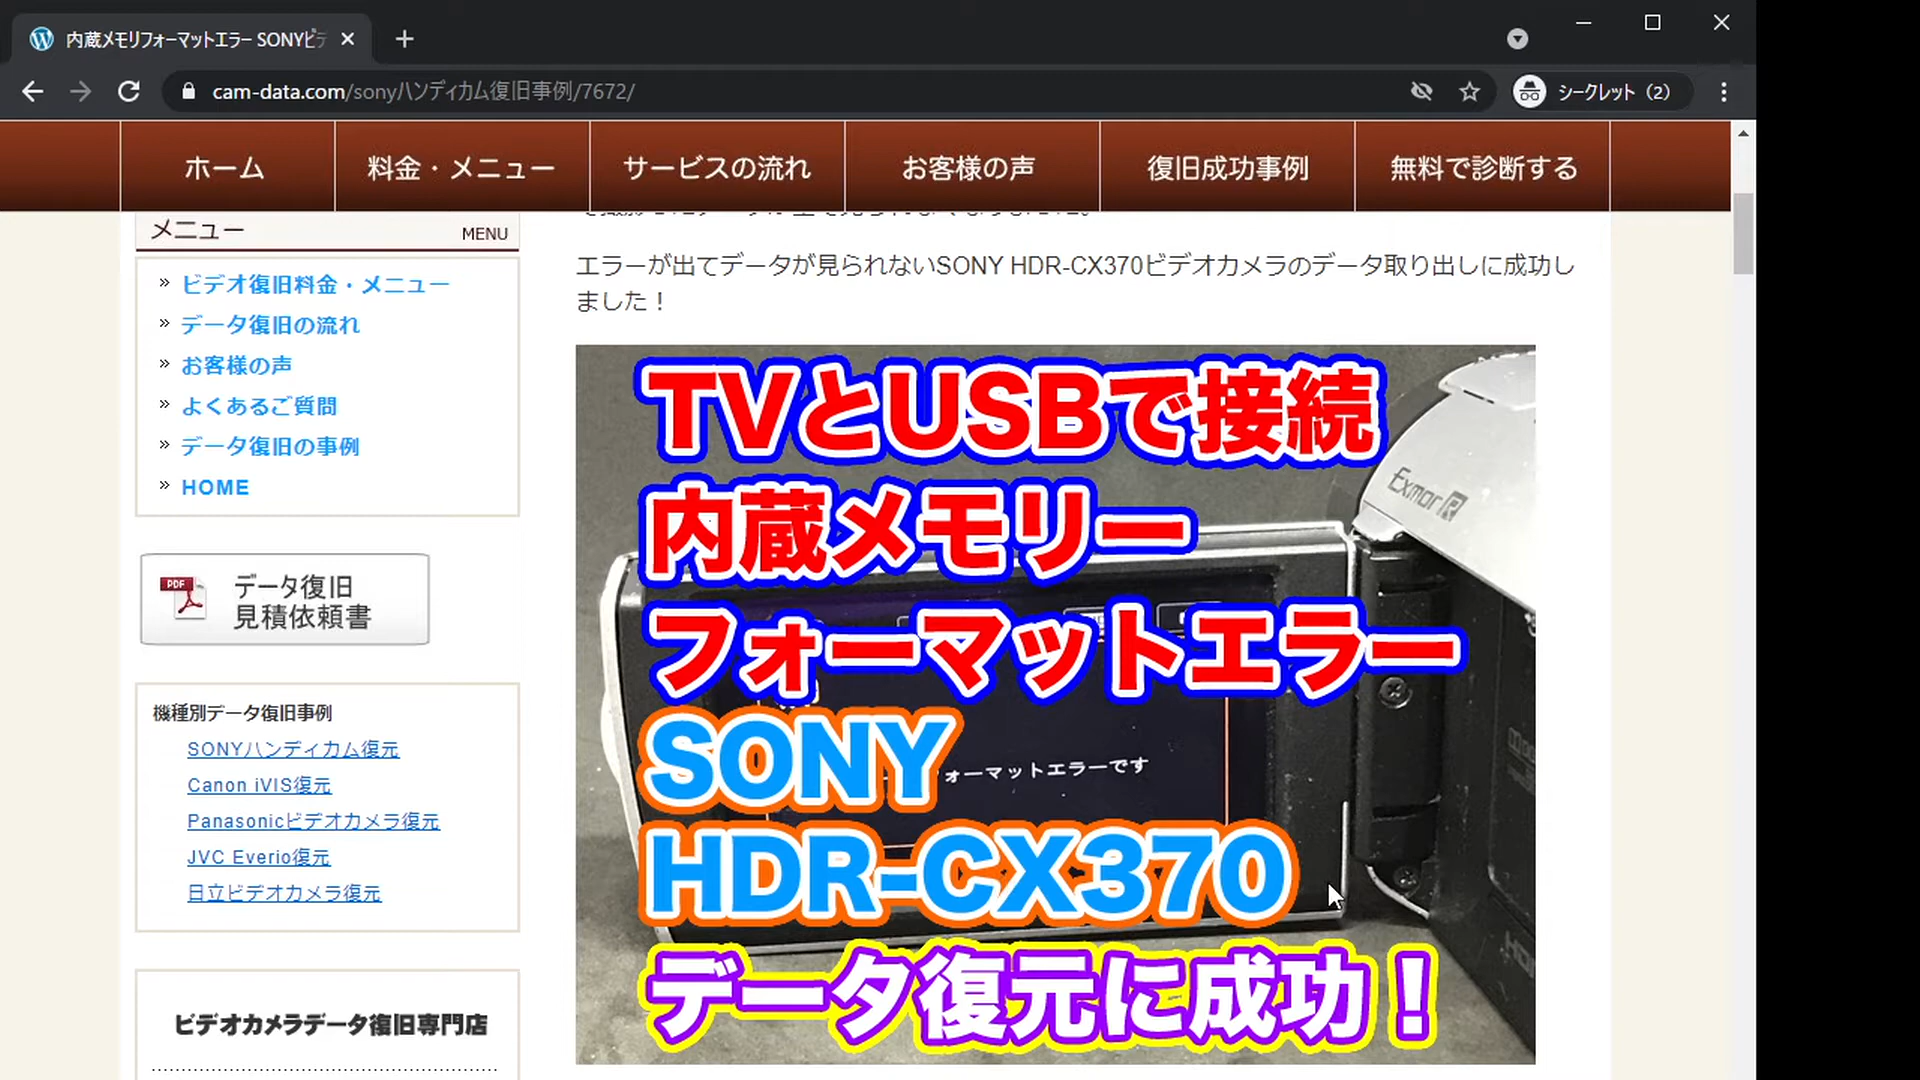 内蔵メモリフォーマットエラー SONYビデ
cam-data.com/sonyハンディカム復旧事例/7672/
シークレット (2)
ホーム
料金・メニュー
サービスの流れ
お客様の声
復旧成功事例
無料で診断する
メニュー
MENU
» ビデオ復旧料金・メニュー
» データ復旧の流れ
» お客様の声
» よくあるご質問
» データ復旧の事例
» HOME
PDF
データ復旧
見積依頼書
機種別データ復旧事例
SONYハンディカム復元
Canon iVIS復元
Panasonicビデオカメラ復元
JVC Everio復元
日立ビデオカメラ復元
ビデオカメラデータ復旧専門店
エラーが出てデータが見られないSONY HDR-CX370ビデオカメラのデータ取り出しに成功し
ました！
TVとUSBで接続
内蔵メモリー
フォーマットエラー
SONY
HDR-CX370
データ復元に成功！
Exmor R
ォーマットエラーです